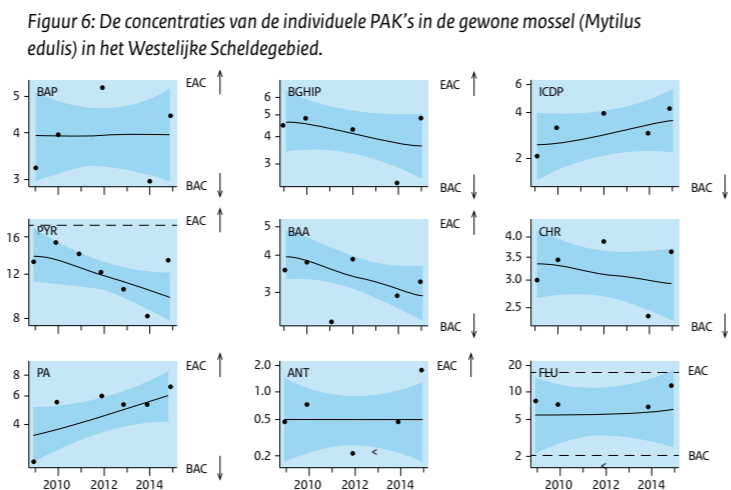 Figuur 6: De concentraties van de individuele PAK’s in de gewone mossel (Mytilus
edulis) in het Westelijke Scheldegebied.
BAP
5
4
3
EAC
BAC
BGHIP
6
5
4
3
EAC
BAC
ICDP
6
4
2
BAC
PYR
16
12
8
EAC
BAA
5
4
3
EAC
BAC
CHR
4.0
3.5
3.0
2.5
BAC
PA
8
6
4
EAC
BAC
2010 2012 2014
ANT
2.0
1.0
0.5
0.2
EAC
<
2010 2012 2014
FLU
20
10
5
2
EAC
BAC
<
2010 2012 2014